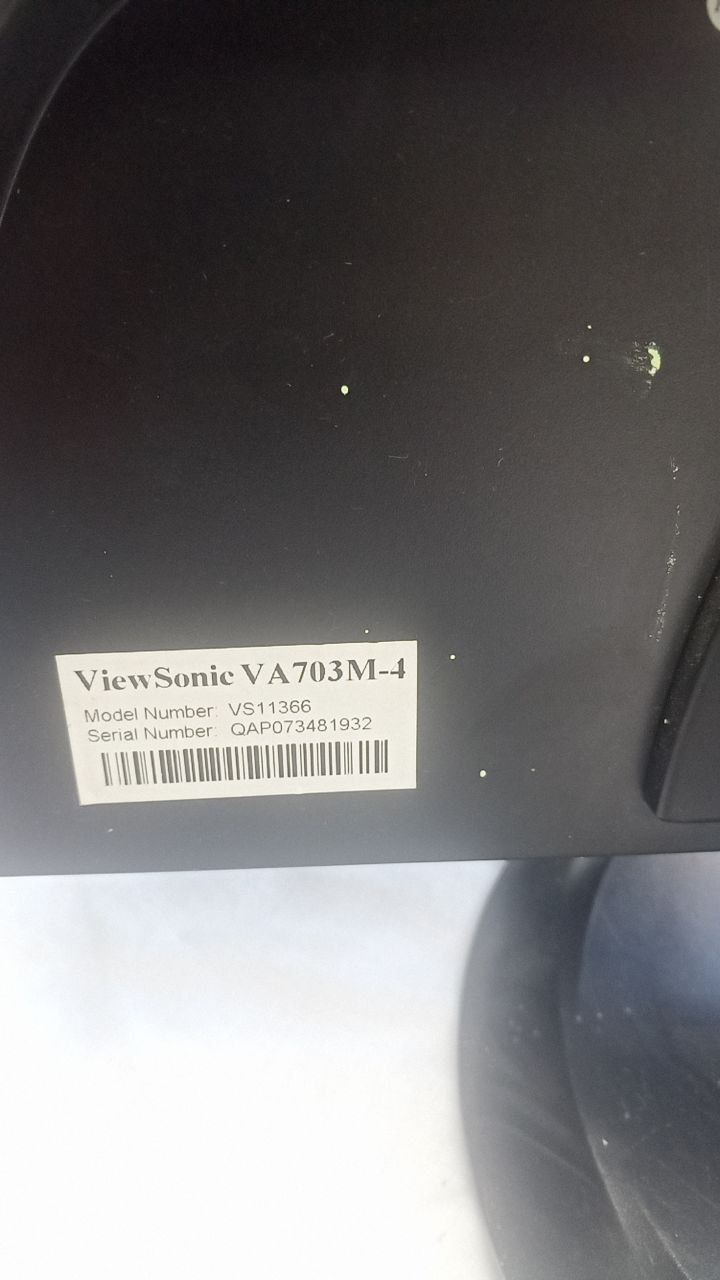 ViewSonic VA703M-4
Model Number: VS11366
Serial Number: QAP073481932